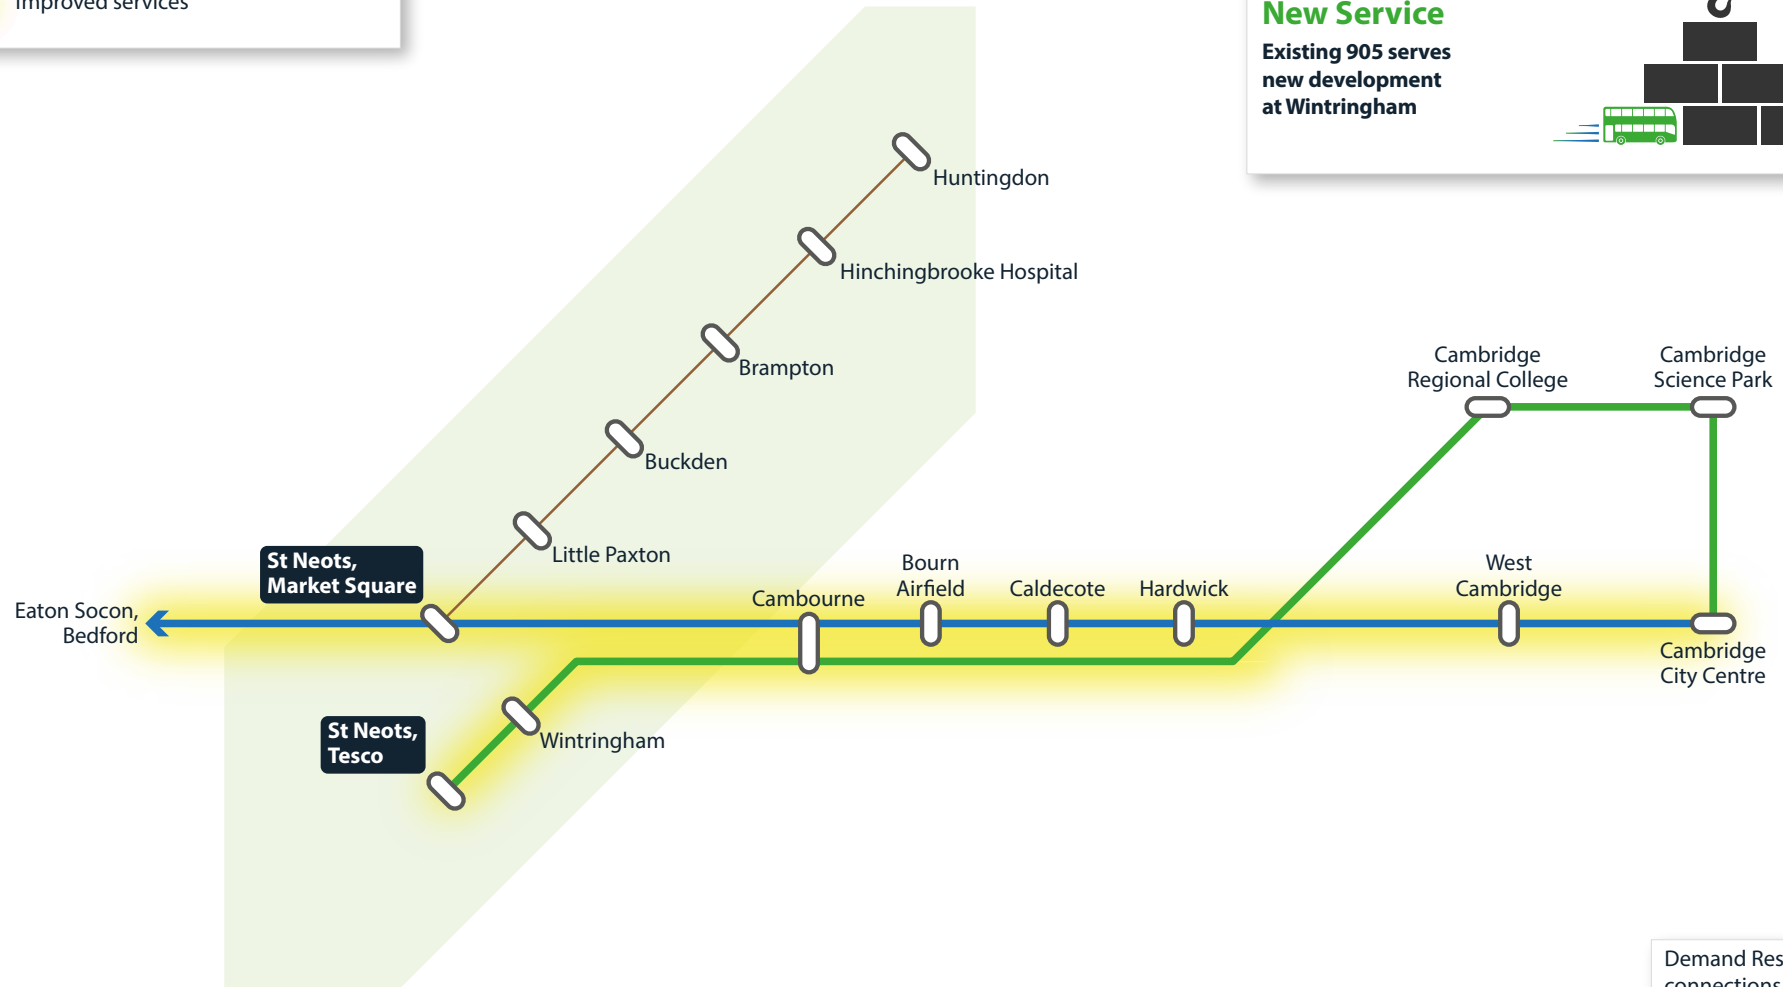 Improved services
New Service
Existing 905 serves
new development
at Wintringham
Huntingdon
Hinchingbrooke Hospital
Brampton
Buckden
Little Paxton
Cambridge
Regional College
Cambridge
Science Park
St Neots,
Market Square
Eaton Socon,
Bedford
Cambourne
Bourn
Airfield
Caldecote
Hardwick
West
Cambridge
Cambridge
City Centre
St Neots,
Tesco
Wintringham
Demand Res
connections